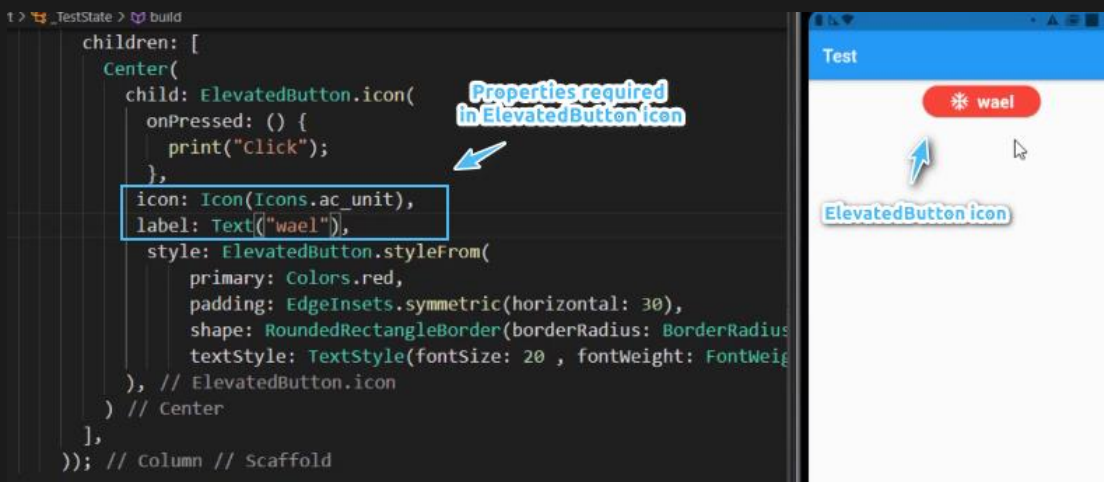 t > _TestState > build
children: [
Center(
child: ElevatedButton.icon(
onPressed: () {
print("Click");
},
icon: Icon(Icons.ac_unit),
label: Text("wael"),
style: ElevatedButton.styleFrom(
primary: Colors.red,
padding: EdgeInsets.symmetric(horizontal: 30),
shape: RoundedRectangleBorder(borderRadius: BorderRadius
textStyle: TextStyle(fontSize: 20 , fontWeight: FontWeig
), // ElevatedButton.icon
) // Center
],
)); // Column // Scaffold
Properties required
in ElevatedButton icon
Test
wael
ElevatedButton icon